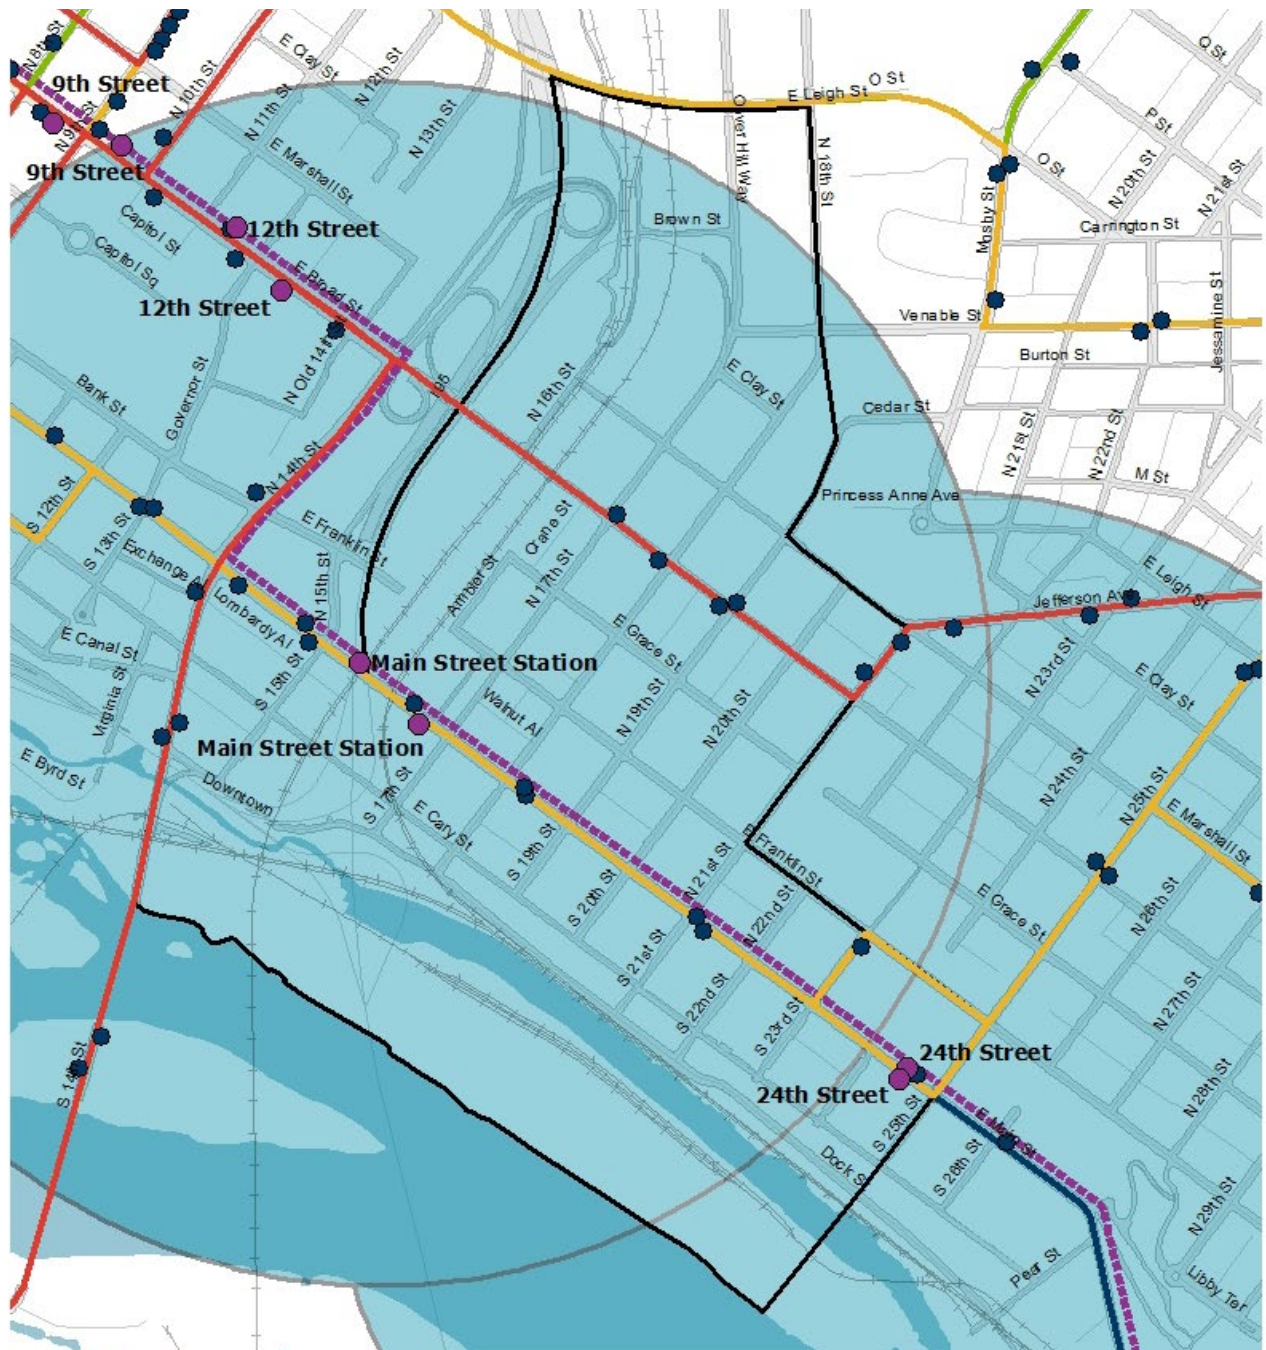 N 8th St
E Clay St
N 12th St
O St
Q St
9th Street
N 10th St
N 11th St
N 13th St
E Leigh St
P St
N 9th St
E Marshall St
Oliver Hill Way
N 18th St
O St
N 20th St
N 21st St
9th Street
Capitol St
12th Street
Brown St
Mosby St
Carrington St
Capitol Sq
E Broad St
12th Street
Venable St
Jessamine St
N Old 14th St
Burton St
Bank St
Governor St
I-95
N 16th St
E Clay St
Cedar St
N 21st St
N 22nd St
M St
N 14th St
S 12th St
S 13th St
E Franklin St
Crane St
Princess Anne Ave
Exchange Al
N 15th St
Ambler St
N 17th St
E Leigh St
Lombardy Al
Jefferson Ave
E Canal St
E Grace St
N 23rd St
Main Street Station
S 15th St
Virginia St
Walnut Al
N 19th St
N 20th St
E Clay St
Main Street Station
E Byrd St
Downtown
S 17th St
E Cary St
N 24th St
N 25th St
E Marshall St
S 19th St
E Franklin St
N 21st St
S 20th St
N 22nd St
E Grace St
N 26th St
S 21st St
S 22nd St
S 23rd St
N 27th St
24th Street
S 14th St
24th Street
N 28th St
S 25th St
E Main St
Dock St
S 26th St
N 29th St
Pear St
Libby Ter